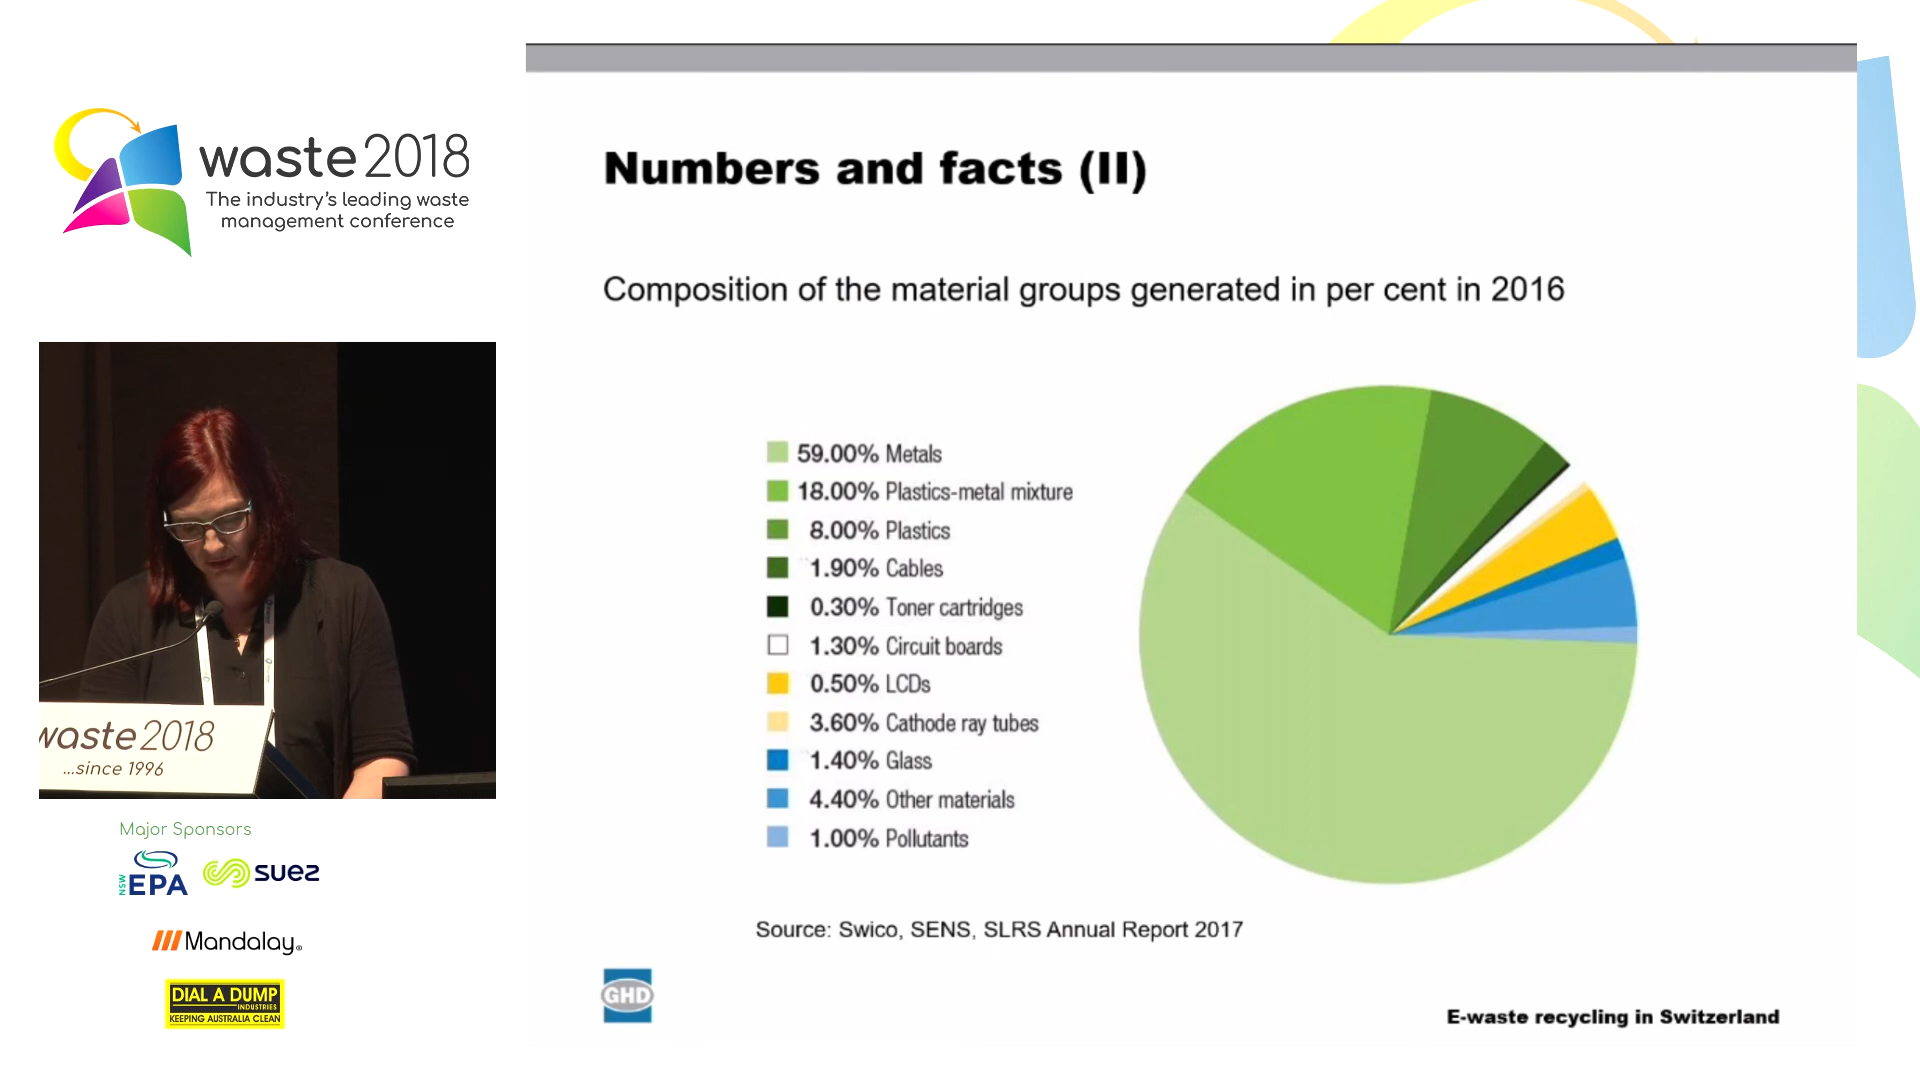 waste2018
The industry's leading waste
management conference
waste2018
...since 1996
Major Sponsors
NSW EPA
suez
Mandalay®
DIAL A DUMP
INDUSTRIES
KEEPING AUSTRALIA CLEAN
Numbers and facts (II)
Composition of the material groups generated in per cent in 2016
59.00% Metals
18.00% Plastics-metal mixture
8.00% Plastics
1.90% Cables
0.30% Toner cartridges
1.30% Circuit boards
0.50% LCDs
3.60% Cathode ray tubes
1.40% Glass
4.40% Other materials
1.00% Pollutants
Source: Swico, SENS, SLRS Annual Report 2017
GHD
E-waste recycling in Switzerland